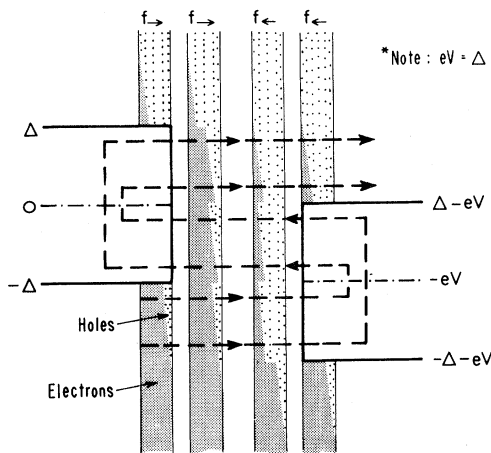 f→ f→ f← f←
*Note : eV = Δ
Δ
O
-Δ
Δ-eV
-eV
-Δ-eV
Holes
Electrons